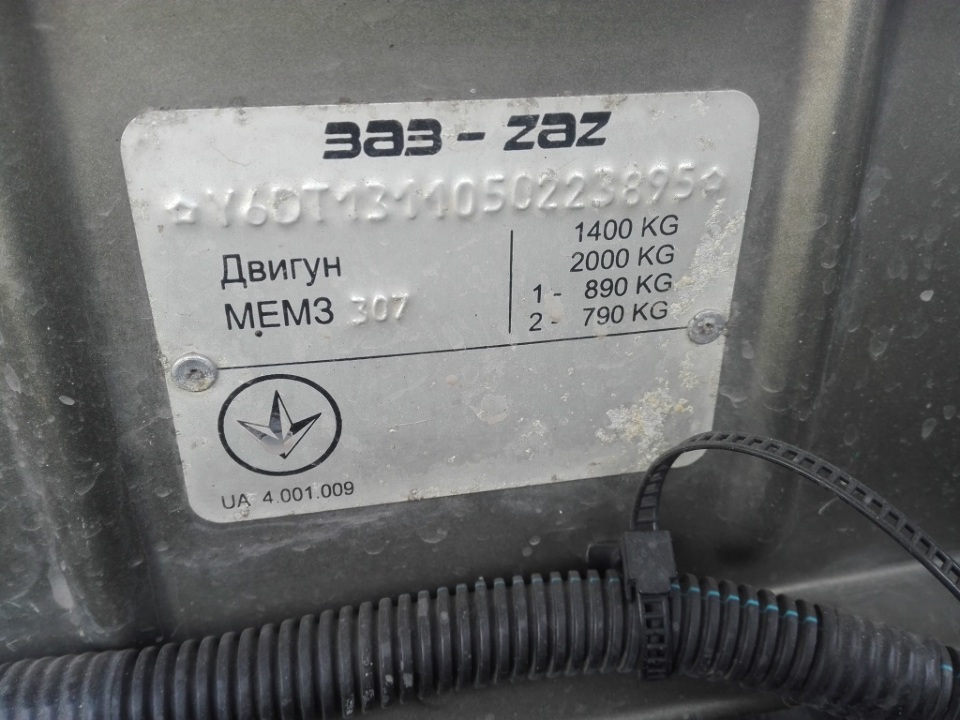 ЗАЗ - ZAZ
Y6DT1311050223895
Двигун
МЕМЗ 307
1400 KG
2000 KG
1 - 890 KG
2 - 790 KG
UA 4.001.009